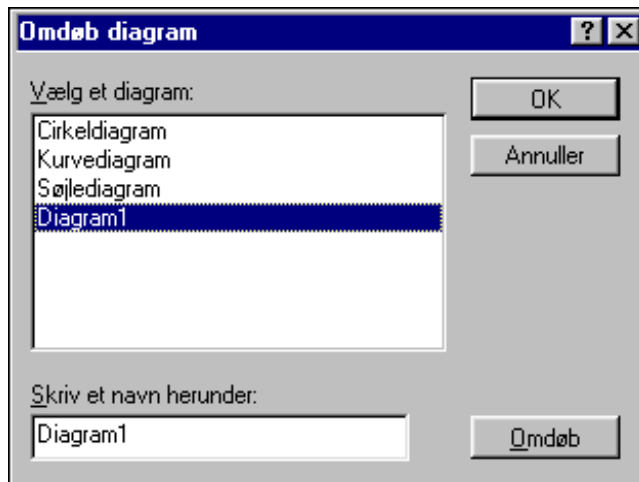 Omdøb diagram
Vælg et diagram:
Cirkeldiagram
Kurvediagram
Søjlediagram
Diagram1
OK
Annuller
Skriv et navn herunder:
Diagram1
Omdøb